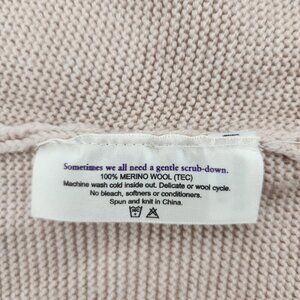 Sometimes we all need a gentle scrub-down.
100% MERINO WOOL (TEC)
Machine wash cold inside out. Delicate or wool cycle.
No bleach, softners or conditioners.
Spun and knit in China.